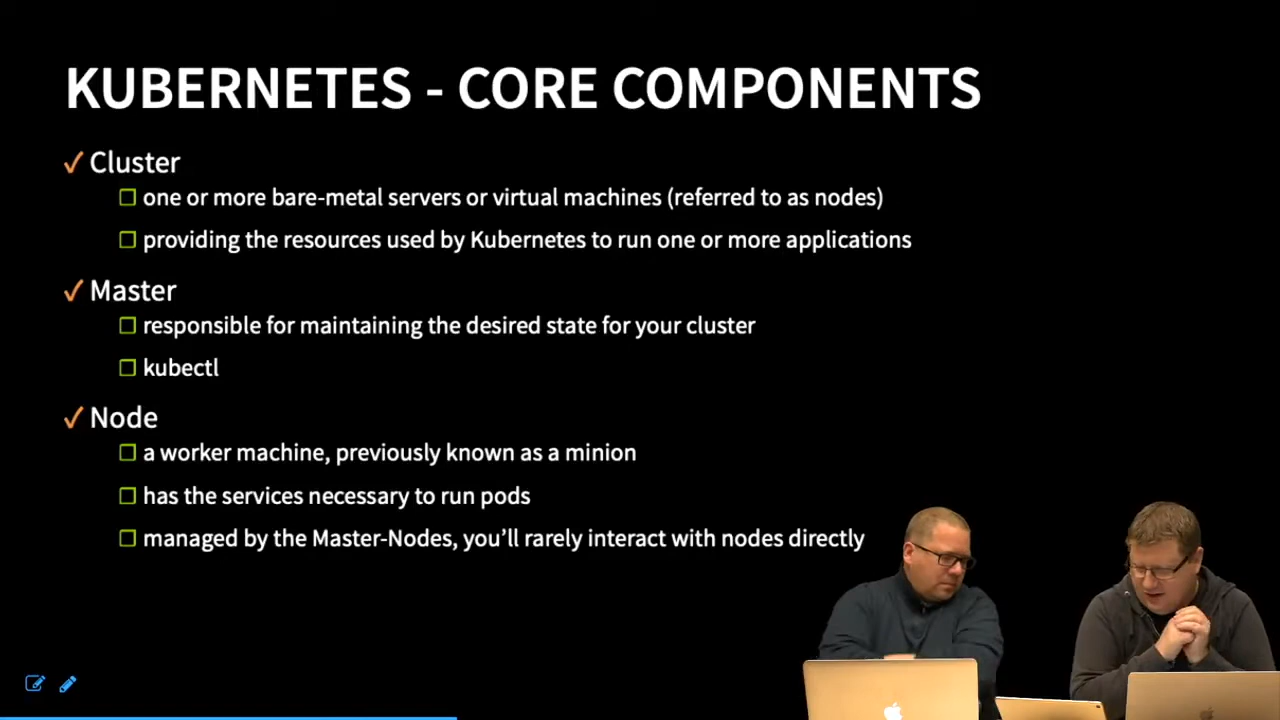 KUBERNETES - CORE COMPONENTS
✓ Cluster
❐ one or more bare-metal servers or virtual machines (referred to as nodes)
❐ providing the resources used by Kubernetes to run one or more applications
✓ Master
❐ responsible for maintaining the desired state for your cluster
❐ kubectl
✓ Node
❐ a worker machine, previously known as a minion
❐ has the services necessary to run pods
❐ managed by the Master-Nodes, you’ll rarely interact with nodes directly